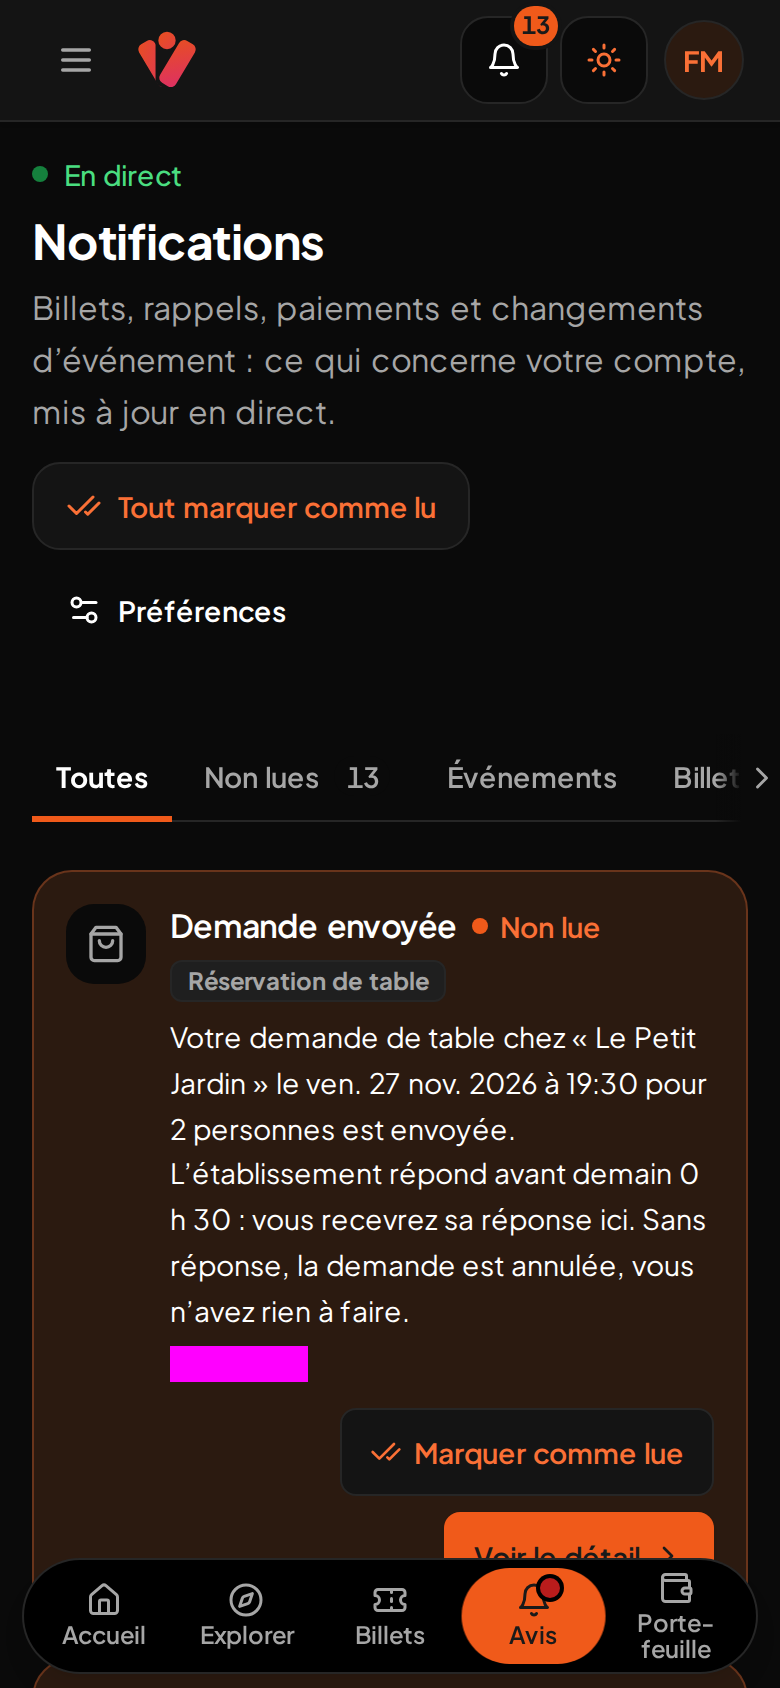 13
FM
En direct
Notifications
Billets, rappels, paiements et changements
d’événement : ce qui concerne votre compte,
mis à jour en direct.
Tout marquer comme lu
Préférences
Toutes
Non lues 13
Événements
Billet
Demande envoyée
Non lue
Réservation de table
Votre demande de table chez « Le Petit
Jardin » le ven. 27 nov. 2026 à 19:30 pour
2 personnes est envoyée.
L’établissement répond avant demain 0
h 30 : vous recevrez sa réponse ici. Sans
réponse, la demande est annulée, vous
n’avez rien à faire.
Marquer comme lue
Voir le détail
Accueil
Explorer
Billets
Avis
Porte-
feuille